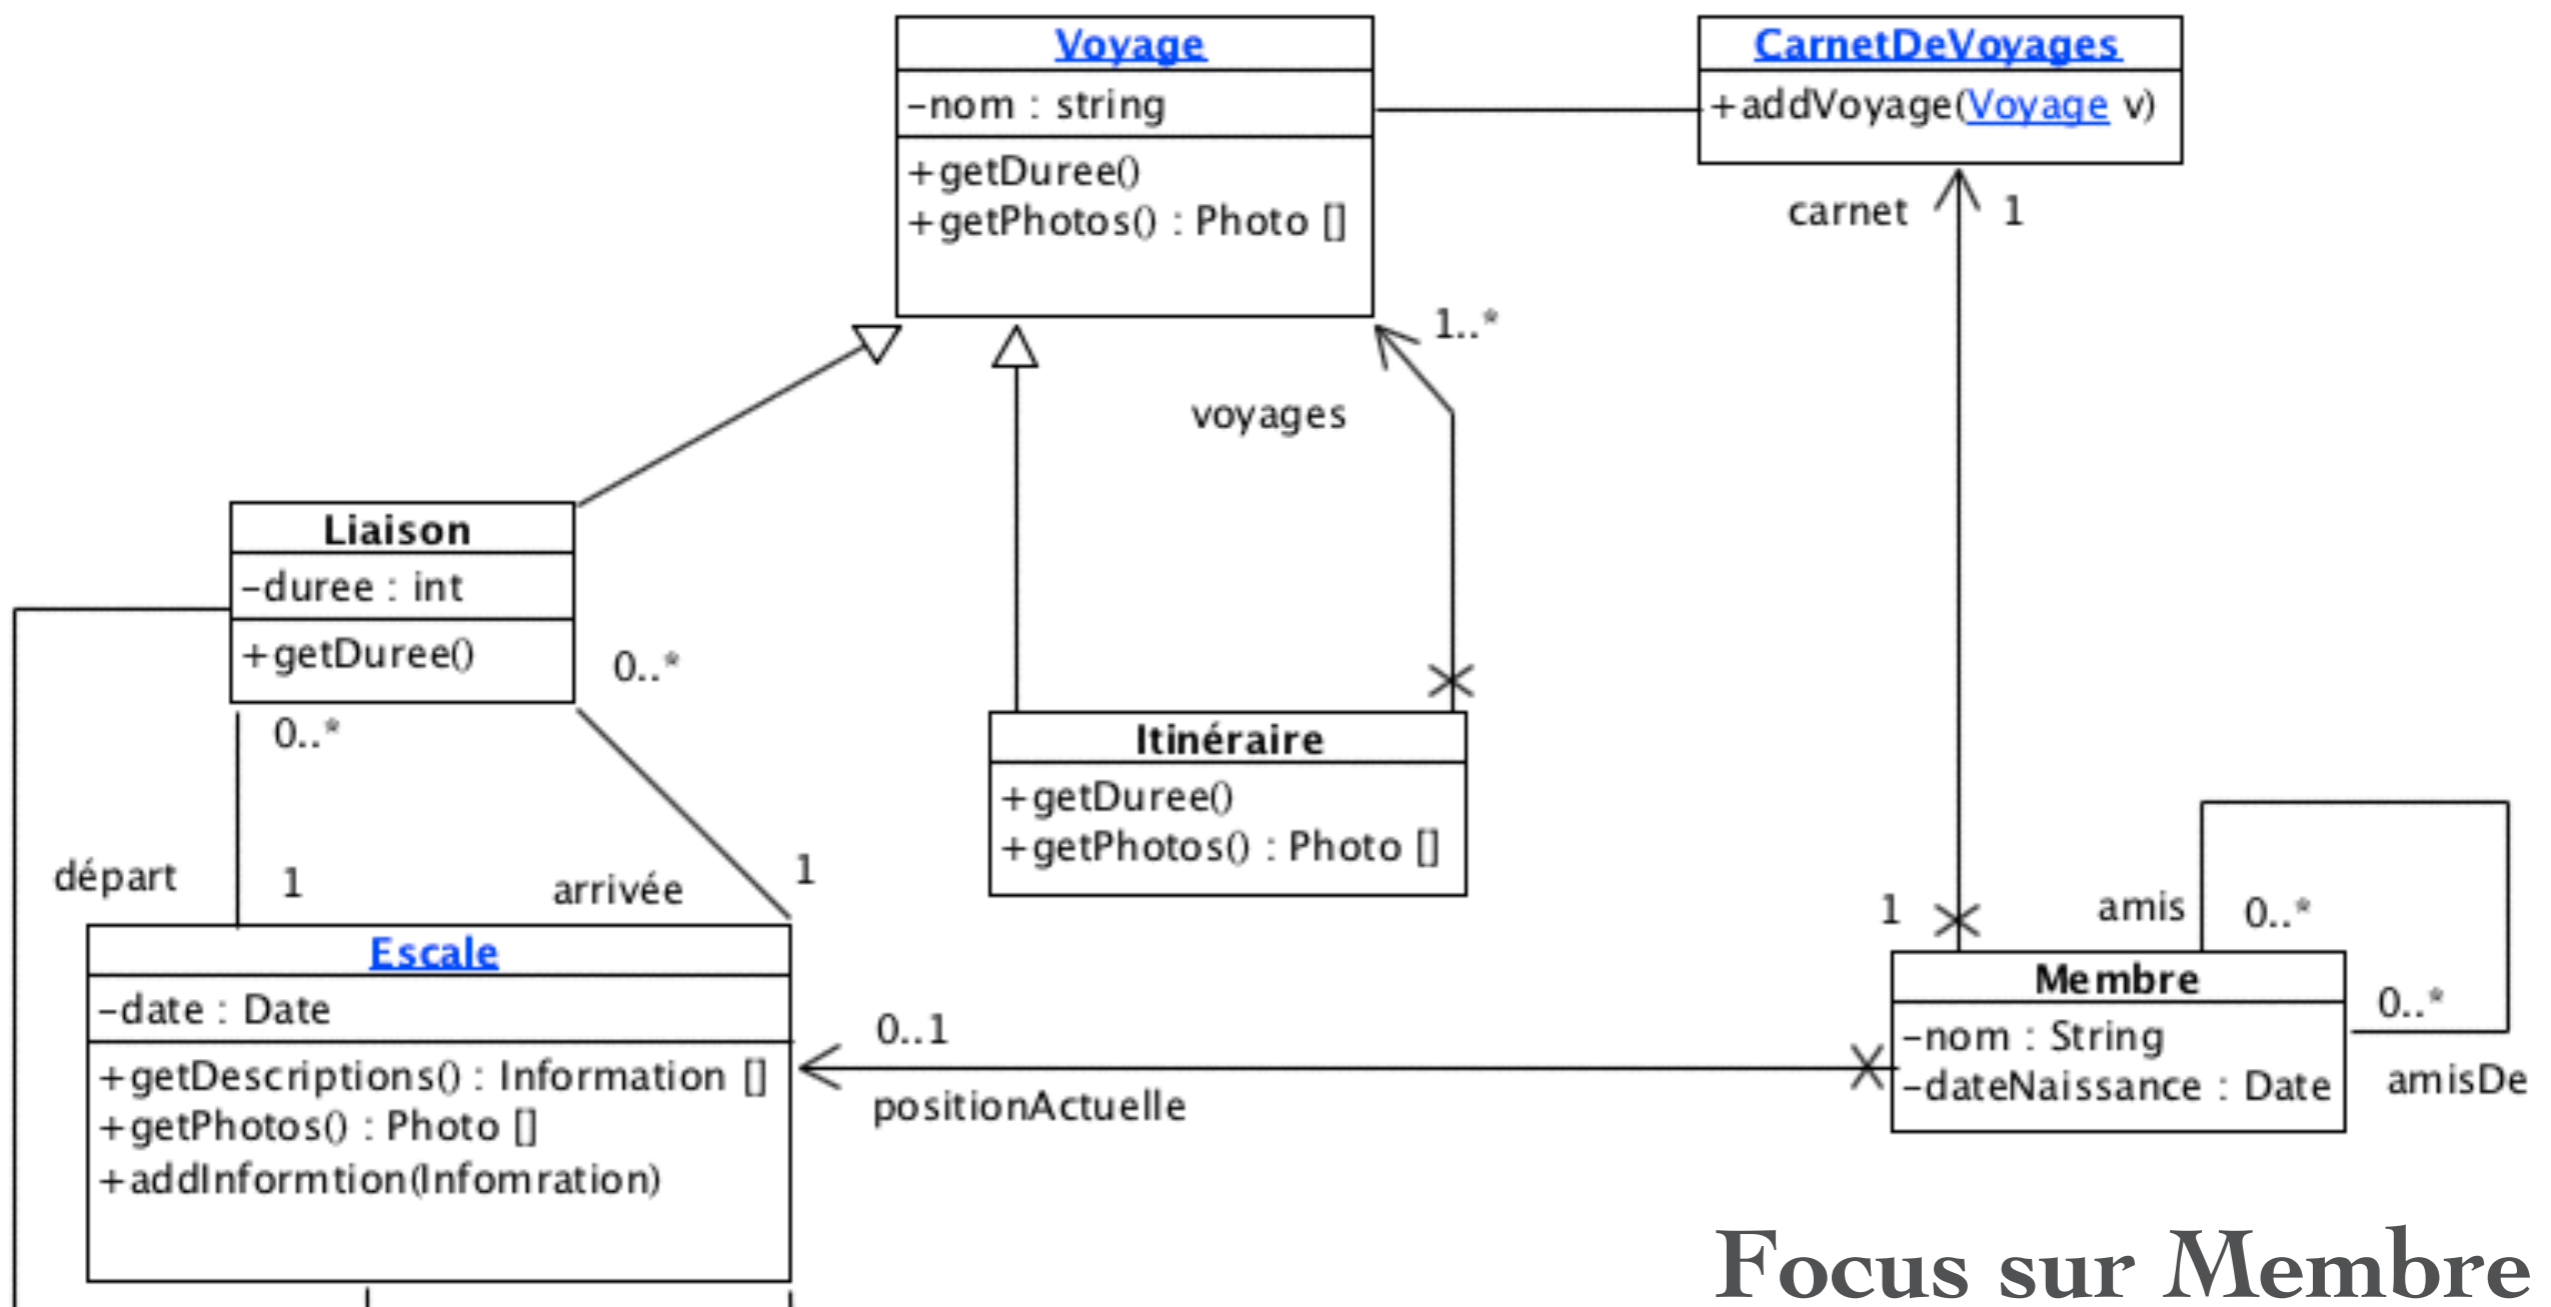 Voyage
-nom : string
+getDuree()
+getPhotos() : Photo []
CarnetDeVoyages
+addVoyage(Voyage v)
carnet
1
1..*
voyages
Liaison
-duree : int
+getDuree()
0..*
0..*
départ
1
arrivée
1
Itinéraire
+getDuree()
+getPhotos() : Photo []
Escale
-date : Date
+getDescriptions() : Information []
+getPhotos() : Photo []
+addInformtion(Infomration)
0..1
positionActuelle
1
amis
0..*
Membre
-nom : String
-dateNaissance : Date
0..*
amisDe
Focus sur Membre